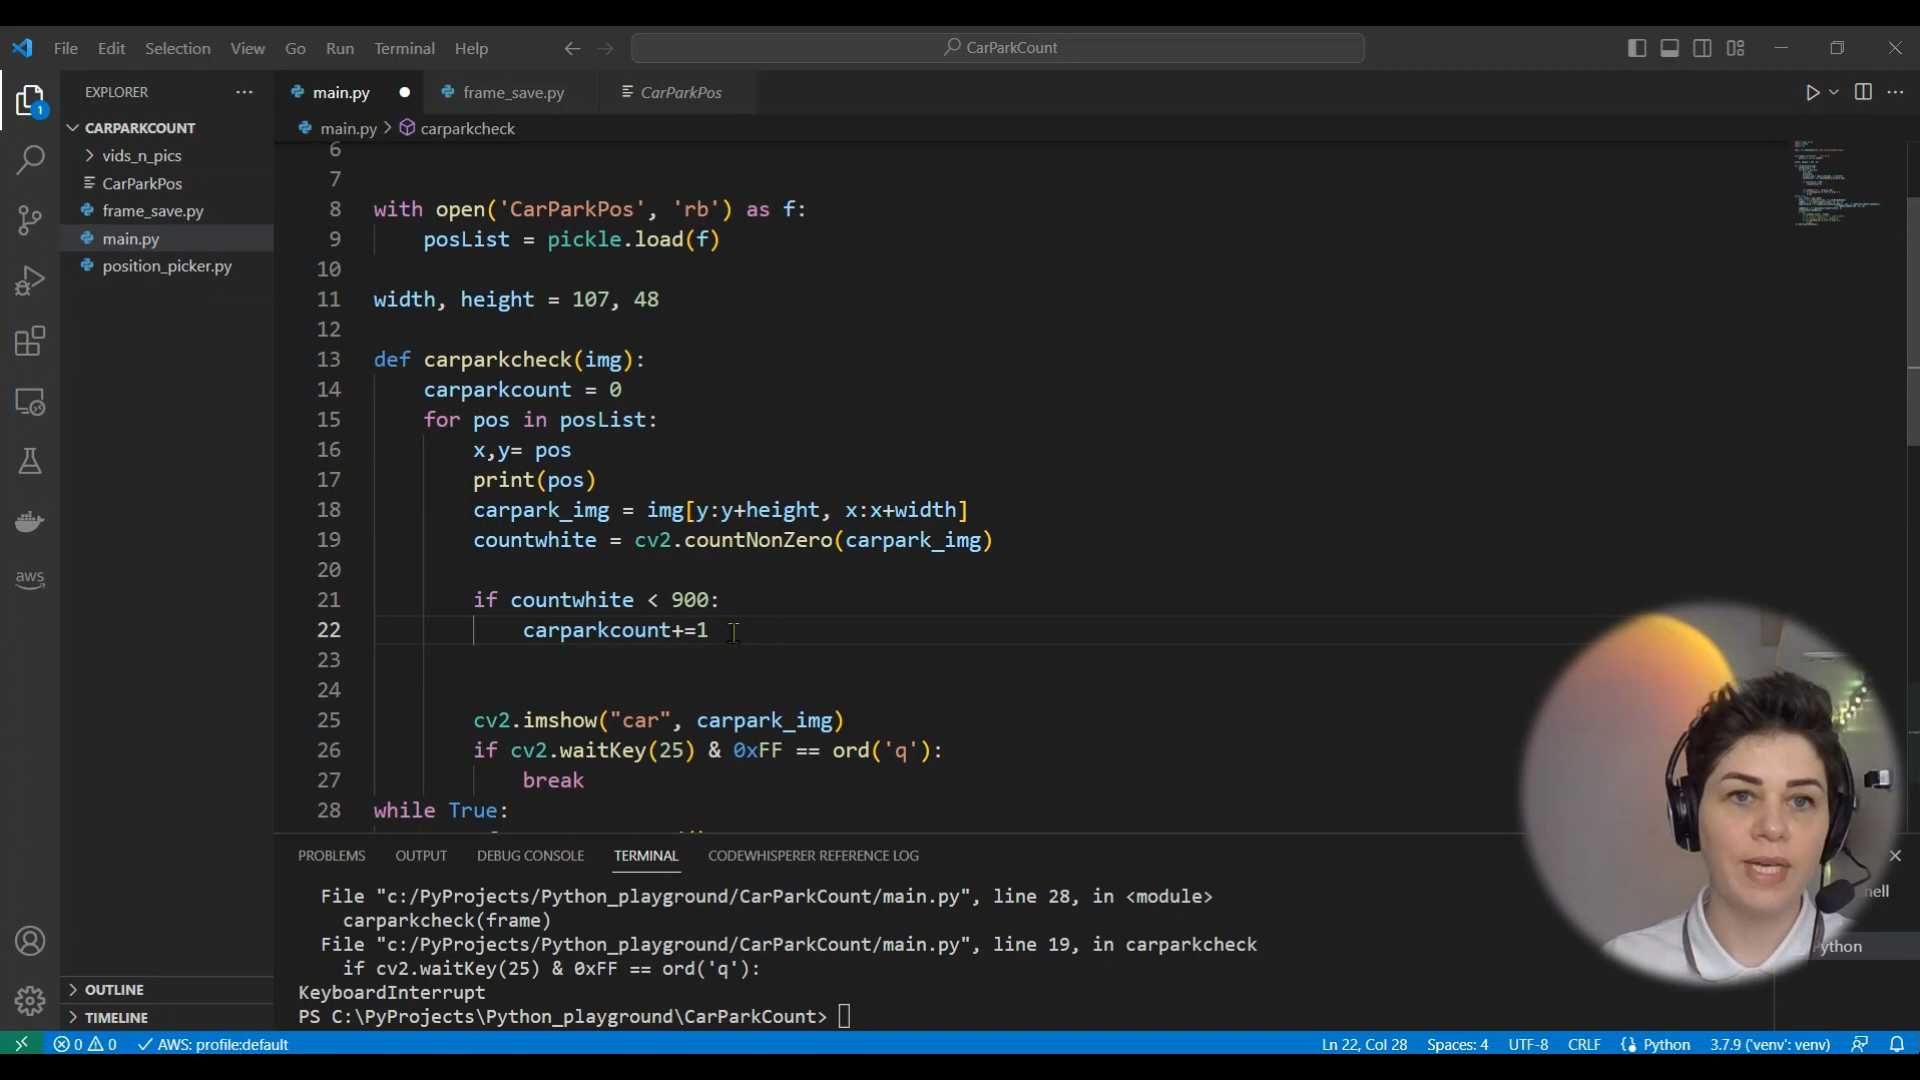 File Edit Selection View Go Run Terminal Help
CarParkCount
EXPLORER
main.py
frame_save.py
CarParkPos
CARPARKCOUNT
main.py > carparkcheck
vids_n_pics
CarParkPos
frame_save.py
main.py
position_picker.py
6
7
8 with open('CarParkPos', 'rb') as f:
9 posList = pickle.load(f)
10
11 width, height = 107, 48
12
13 def carparkcheck(img):
14 carparkcount = 0
15 for pos in posList:
16 x,y= pos
17 print(pos)
18 carpark_img = img[y:y+height, x:x+width]
19 countwhite = cv2.countNonZero(carpark_img)
20
21 if countwhite < 900:
22 carparkcount+=1
23
24
25 cv2.imshow("car", carpark_img)
26 if cv2.waitKey(25) & 0xFF == ord('q'):
27 break
28 while True:
PROBLEMS OUTPUT DEBUG CONSOLE TERMINAL CODEWHISPERER REFERENCE LOG
File "c:/PyProjects/Python_playground/CarParkCount/main.py", line 28, in <module>
carparkcheck(frame)
File "c:/PyProjects/Python_playground/CarParkCount/main.py", line 19, in carparkcheck
if cv2.waitKey(25) & 0xFF == ord('q'):
KeyboardInterrupt
PS C:\PyProjects\Python_playground\CarParkCount>
aws
1
OUTLINE
TIMELINE
0 0 AWS: profile:default
Ln 22, Col 28 Spaces: 4 UTF-8 CRLF Python 3.7.9 ('venv': venv)